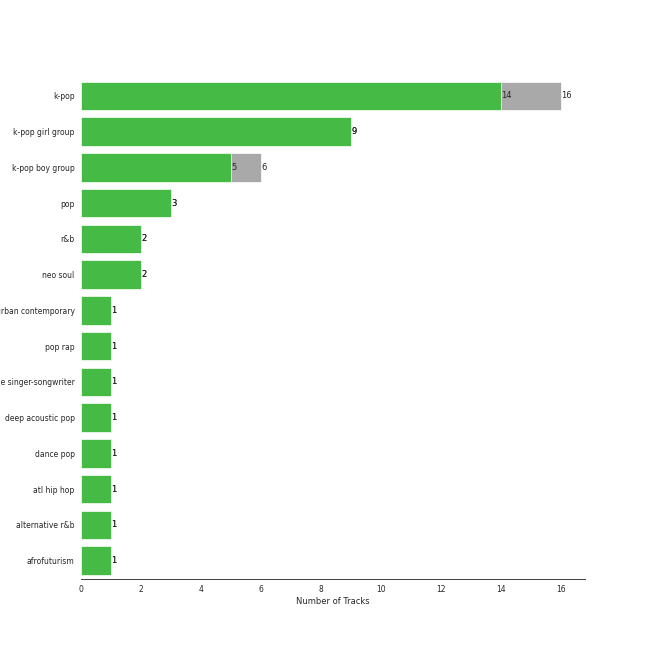 k-pop 14 16
k-pop girl group 9
k-pop boy group 5 6
pop 3
r&b 2
neo soul 2
rban contemporary 1
pop rap 1
e singer-songwriter 1
deep acoustic pop 1
dance pop 1
atl hip hop 1
alternative r&b 1
afrofuturism 1
0 2 4 6 8 10 12 14 16
Number of Tracks